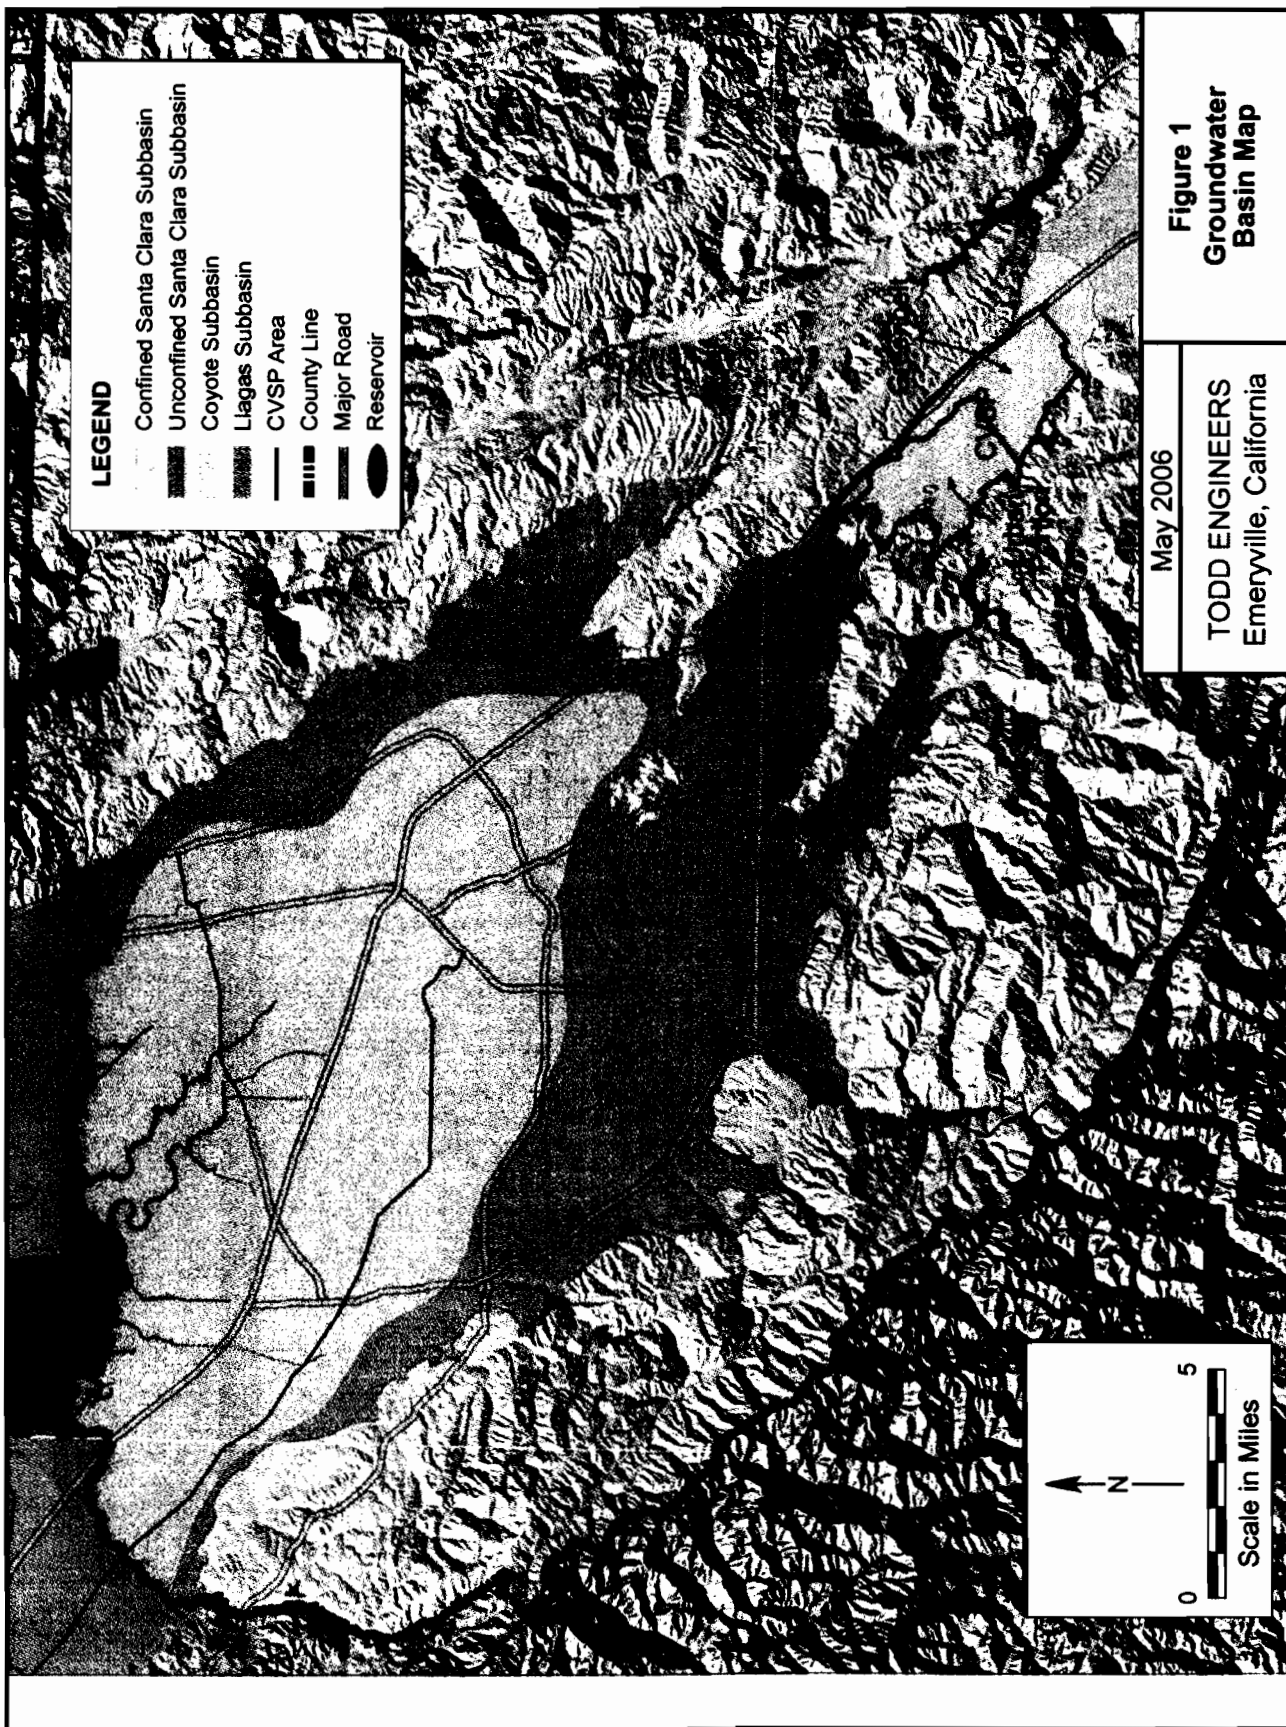 LEGEND
Confined Santa Clara Subbasin
Unconfined Santa Clara Subbasin
Coyote Subbasin
Llagas Subbasin
CVSP Area
County Line
Major Road
Reservoir
CVSP
N
0
5
Scale in Miles
May 2006
TODD ENGINEERS
Emeryville, California
Figure 1
Groundwater
Basin Map